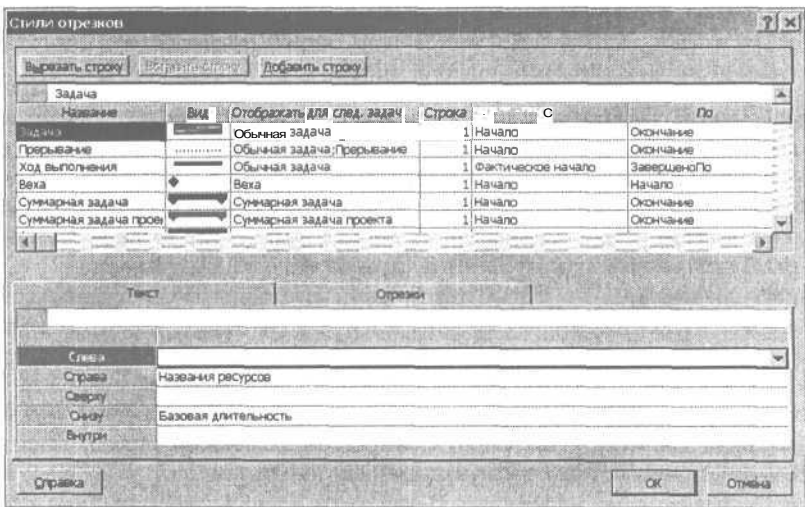 Стили отрезков
Вырезать строку Вставить строку Добавить строку
Задача
Название Вид Отображать для след. задач Строка С По
Задача Обычная задача 1 Начало Окончание
Прерывание Обычная задача;Прерывание 1 Начало Окончание
Ход выполнения Обычная задача 1 Фактическое начало ЗавершеноПо
Веха Веха 1 Начало Начало
Суммарная задача Суммарная задача 1 Начало Окончание
Суммарная задача проек Суммарная задача проекта 1 Начало Окончание
Текст Отрезки
Слева
Справа Названия ресурсов
Сверху
Снизу Базовая длительность
Внутри
Справка ОК Отмена